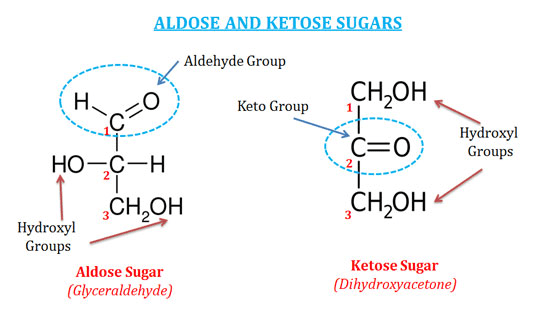 ALDOSE AND KETOSE SUGARS
Aldehyde Group
H C=O
1
HO-C-H
2
3 CH2OH
Hydroxyl
Groups
Aldose Sugar
(Glyceraldehyde)
Keto Group
CH2OH
1
C=O
2
CH2OH
3
Hydroxyl
Groups
Ketose Sugar
(Dihydroxyacetone)